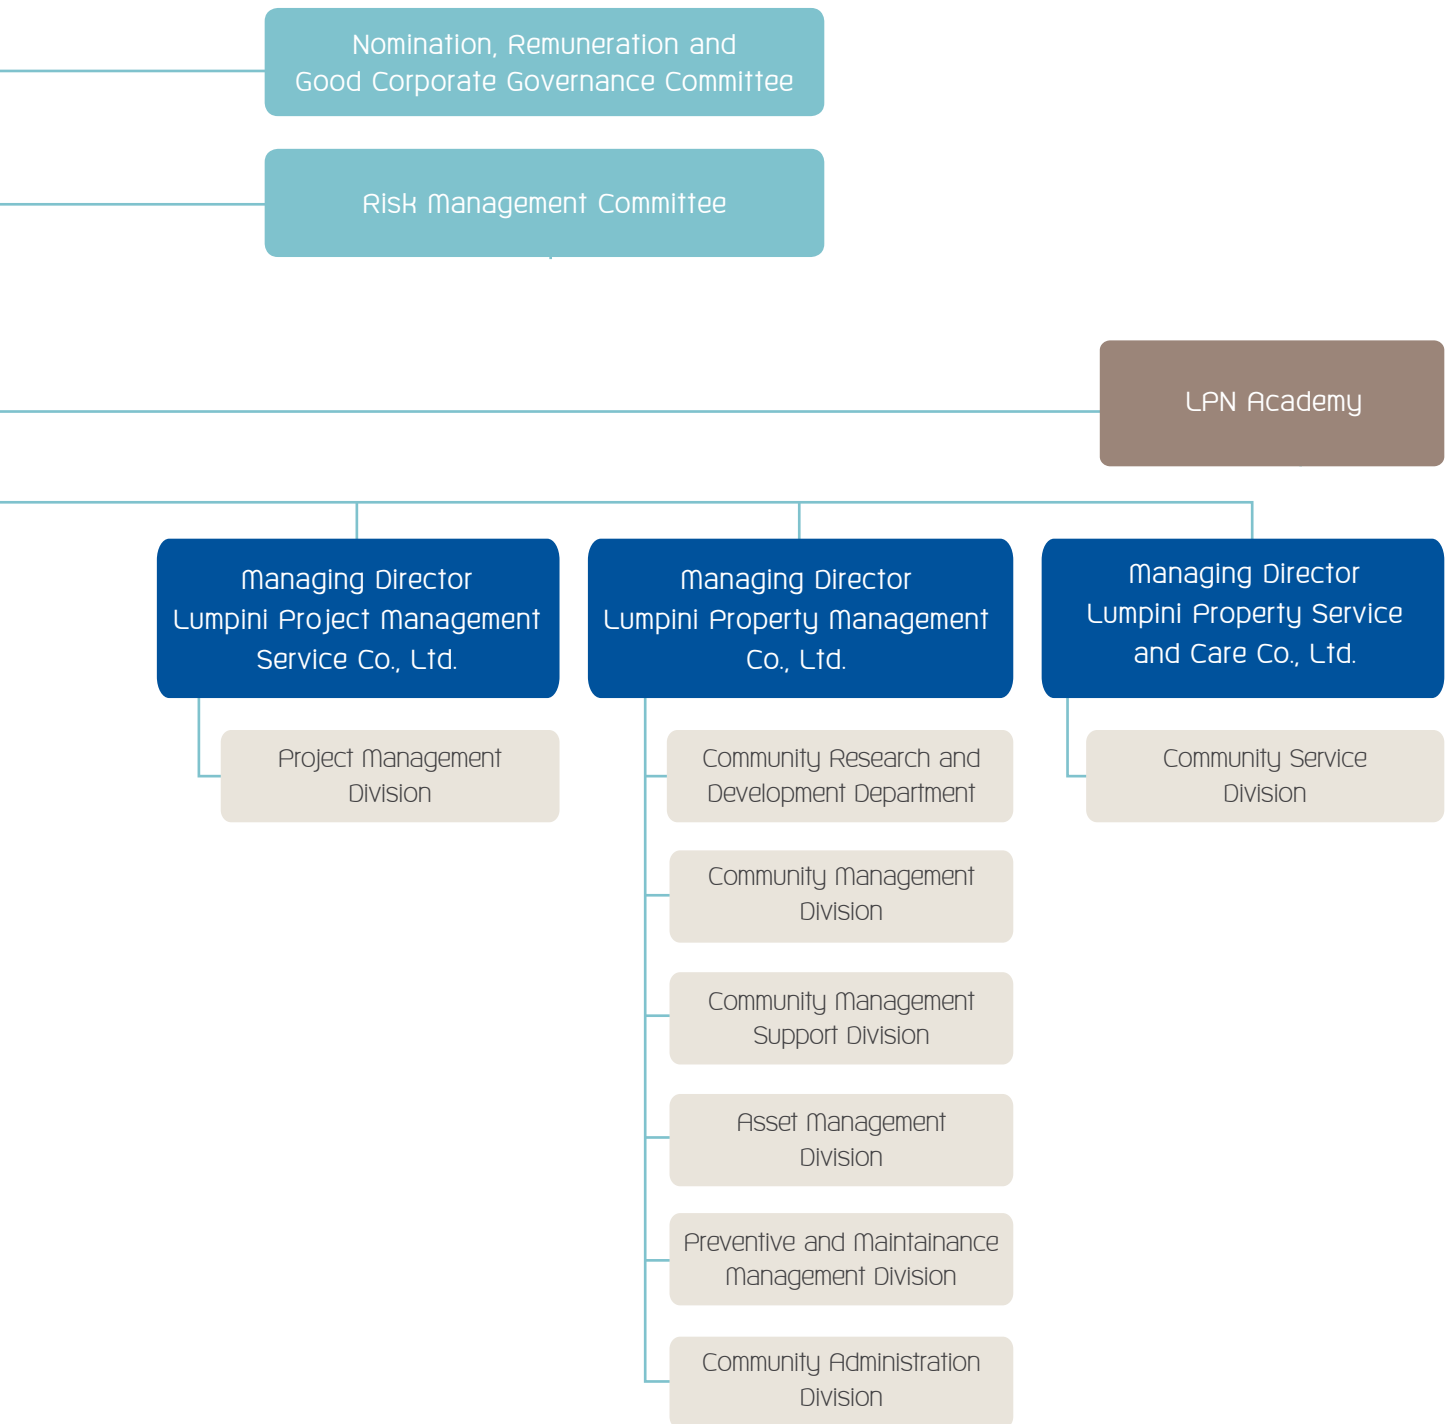 Nomination, Remuneration and
Good Corporate Governance Committee
Risk Management Committee
LPN Academy
Managing Director
Lumpini Project Management
Service Co., Ltd.
Managing Director
Lumpini Property Management
Co., Ltd.
Managing Director
Lumpini Property Service
and Care Co., Ltd.
Project Management
Division
Community Research and
Development Department
Community Service
Division
Community Management
Division
Community Management
Support Division
Asset Management
Division
Preventive and Maintainance
Management Division
Community Administration
Division